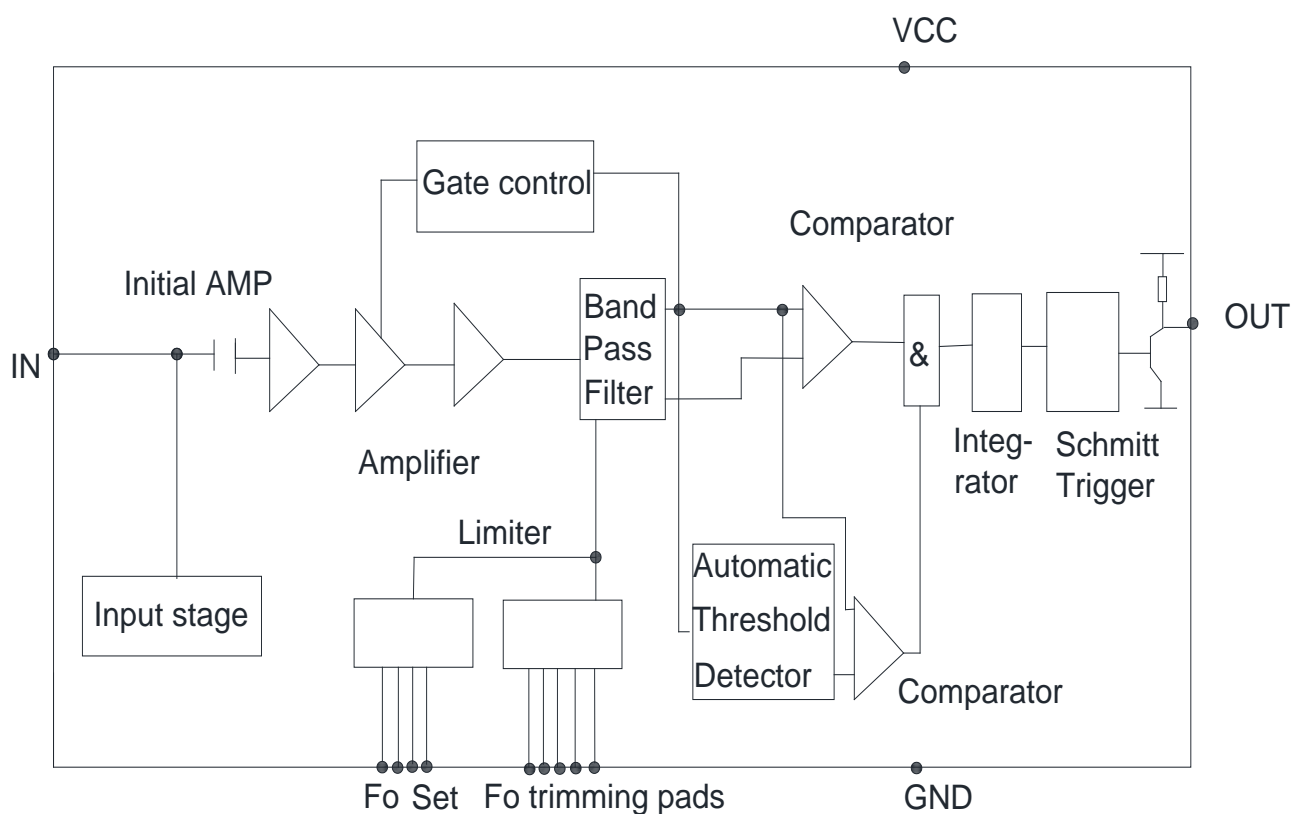 VCC
Gate control
Comparator
Initial AMP
Band
Pass
Filter
OUT
IN
&
Amplifier
Integ-
rator
Schmitt
Trigger
Limiter
Automatic
Threshold
Detector
Input stage
Comparator
Fo Set
Fo trimming pads
GND